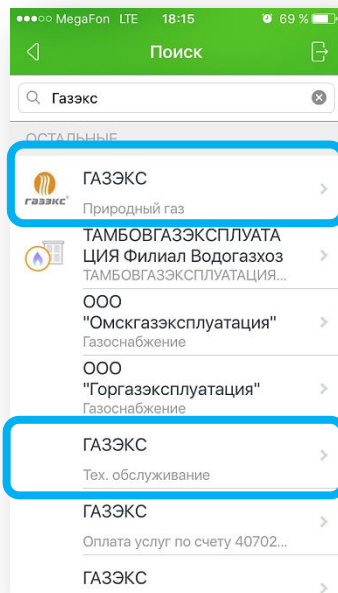 MegaFon LTE 18:15 69 %
Поиск
Газэкс
ОСТАЛЬНЫЕ
ГАЗЭКС
газэкс
Природный газ
ТАМБОВГАЗЭКСПЛУАТА
ЦИЯ Филиал Водогазхоз
ТАМБОВГАЗЭКСПЛУАТАЦИЯ...
ООО
"Омскгазэксплуатация"
Газоснабжение
ООО
"Горгазэксплуатация"
Газоснабжение
ГАЗЭКС
Тех. обслуживание
ГАЗЭКС
Оплата услуг по счету 40702...
ГАЗЭКС